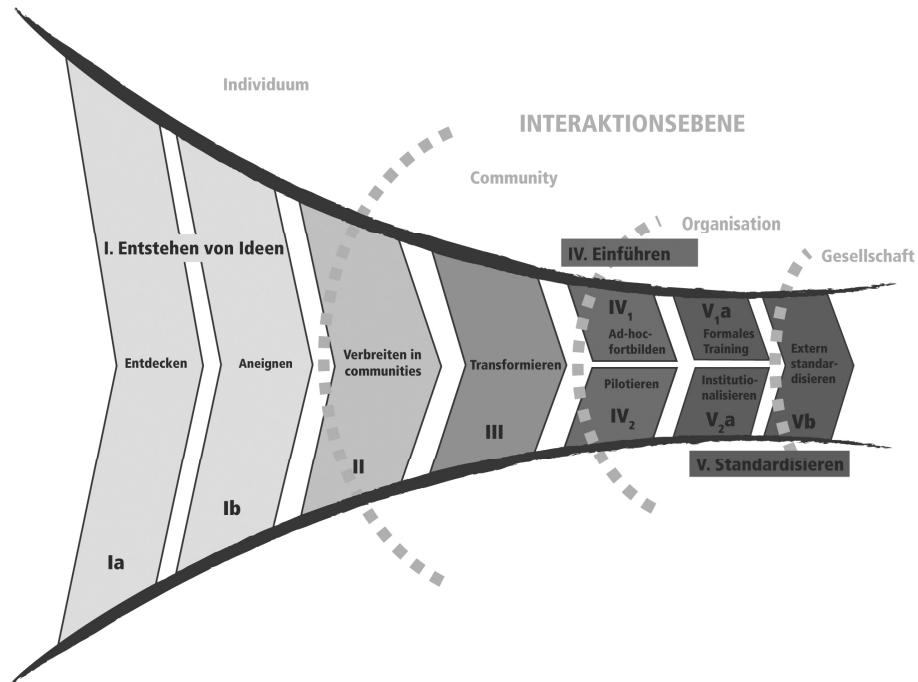 Individuum
INTERAKTIONSEBENE
Community
Organisation
Gesellschaft
I. Entstehen von Ideen
IV. Einführen
Entdecken
Aneignen
Verbreiten in
communities
Transformieren
IV1
Ad-hoc-
fortbilden
V1a
Formales
Training
Extern
standar-
disieren
Pilotieren
IV2
Institutio-
nalisieren
V2a
Vb
III
II
Ib
Ia
V. Standardisieren